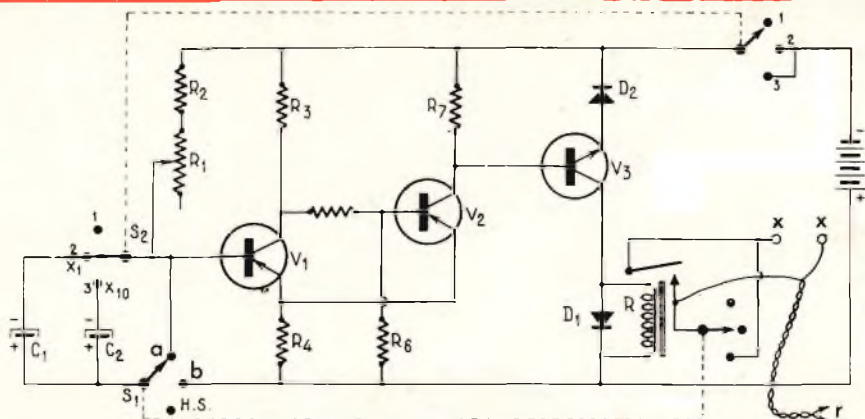 1
2
3
R2
R3
R7
D2
R1
V3
V2
1
S2
2
X1
V1
3
X10
X
X
C1
C2
a
R4
R6
D1
R
b
S1
H.S.
r